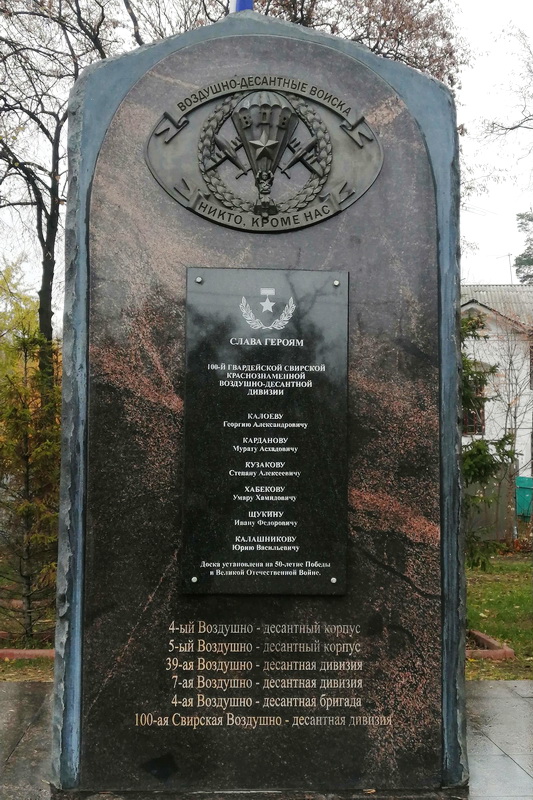 ВОЗДУШНО-ДЕСАНТНЫЕ ВОЙСКА
ВДВ
НИКТО, КРОМЕ НАС
СЛАВА ГЕРОЯМ
100-Й ГВАРДЕЙСКОЙ СВИРСКОЙ
КРАСНОЗНАМЕННОЙ
ВОЗДУШНО-ДЕСАНТНОЙ
ДИВИЗИИ
КАЛОЕВУ
Георгию Александровичу
КАРДАНОВУ
Мурату Асхадовичу
КУЗАКОВУ
Степану Алексеевичу
ХАБЕКОВУ
Умару Хамидовичу
ЩУКИНУ
Ивану Федоровичу
КАЛАШНИКОВУ
Юрию Васильевичу
Доска установлена на 50-летие Победы
в Великой Отечественной Войне.
4-ый Воздушно - десантный корпус
5-ый Воздушно - десантный корпус
39-ая Воздушно - десантная дивизия
7-ая Воздушно - десантная дивизия
4-ая Воздушно - десантная бригада
100-ая Свирская Воздушно - десантная дивизия